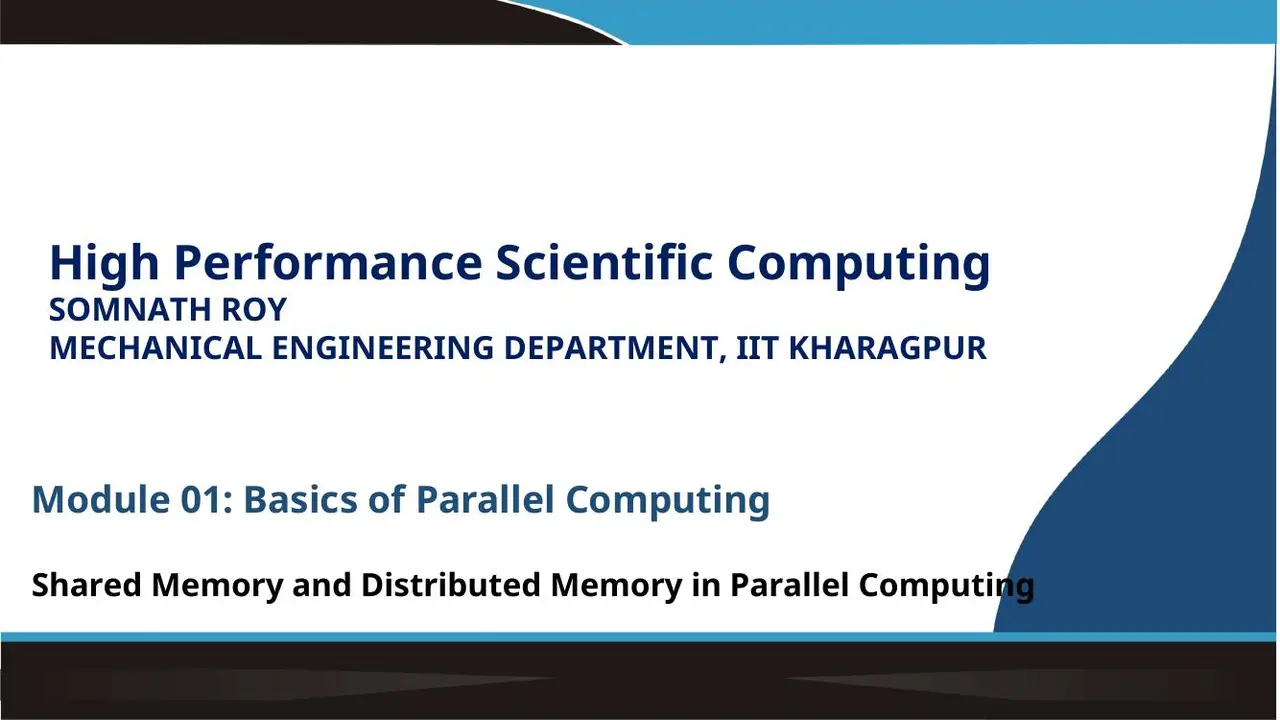 High Performance Scientific Computing
SOMNATH ROY
MECHANICAL ENGINEERING DEPARTMENT, IIT KHARAGPUR
Module 01: Basics of Parallel Computing
Shared Memory and Distributed Memory in Parallel Computing